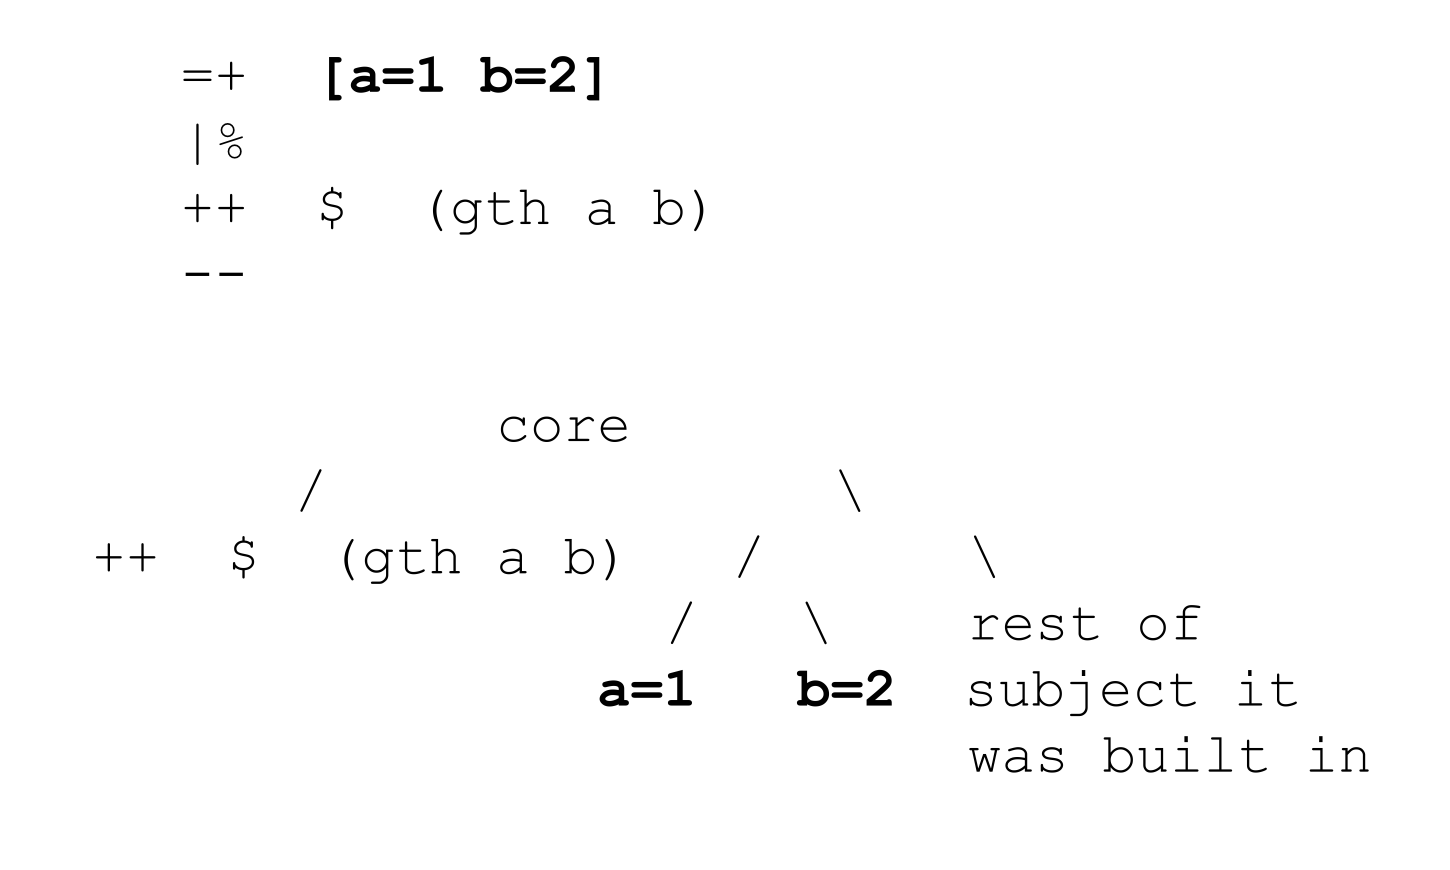 =+  [a=1 b=2]
|%
++  $  (gth a b)
--
core
/ \
++  $  (gth a b) / \
/ \ rest of
a=1 b=2 subject it
was built in